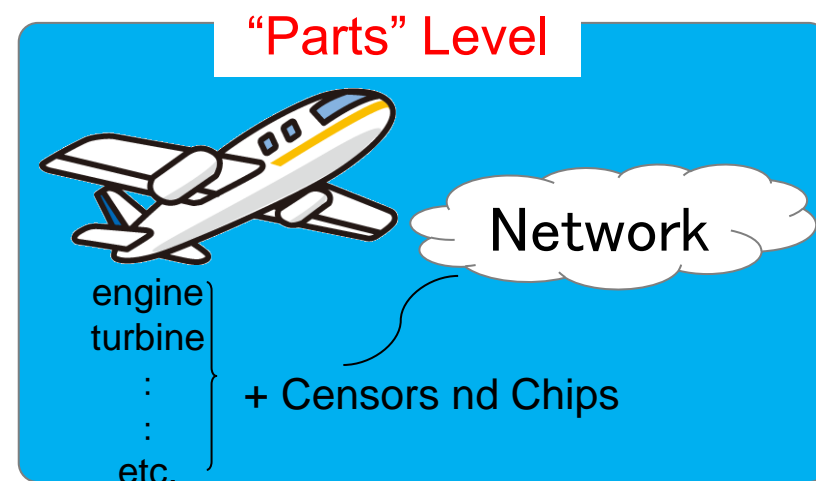 “Parts” Level
Network
engine
turbine
:
:
etc.
+ Censors nd Chips